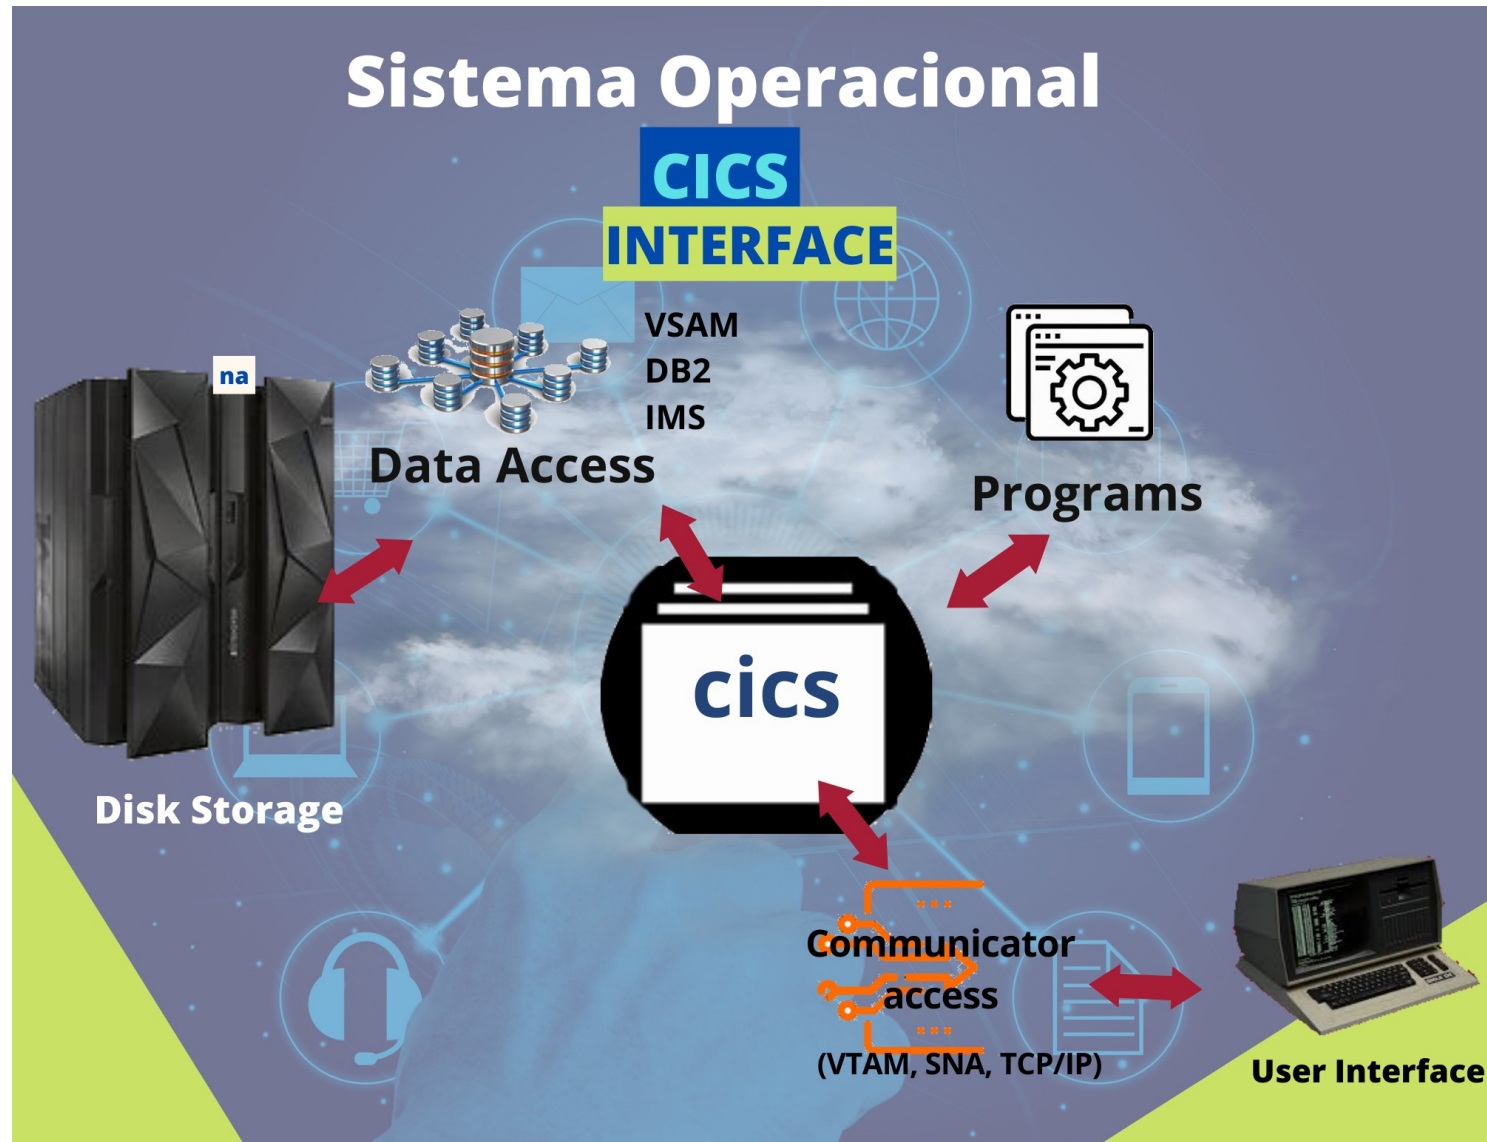 Sistema Operacional
CICS
INTERFACE
VSAM
DB2
IMS
na
Data Access
Programs
cics
Disk Storage
Communicator
access
(VTAM, SNA, TCP/IP)
User Interface